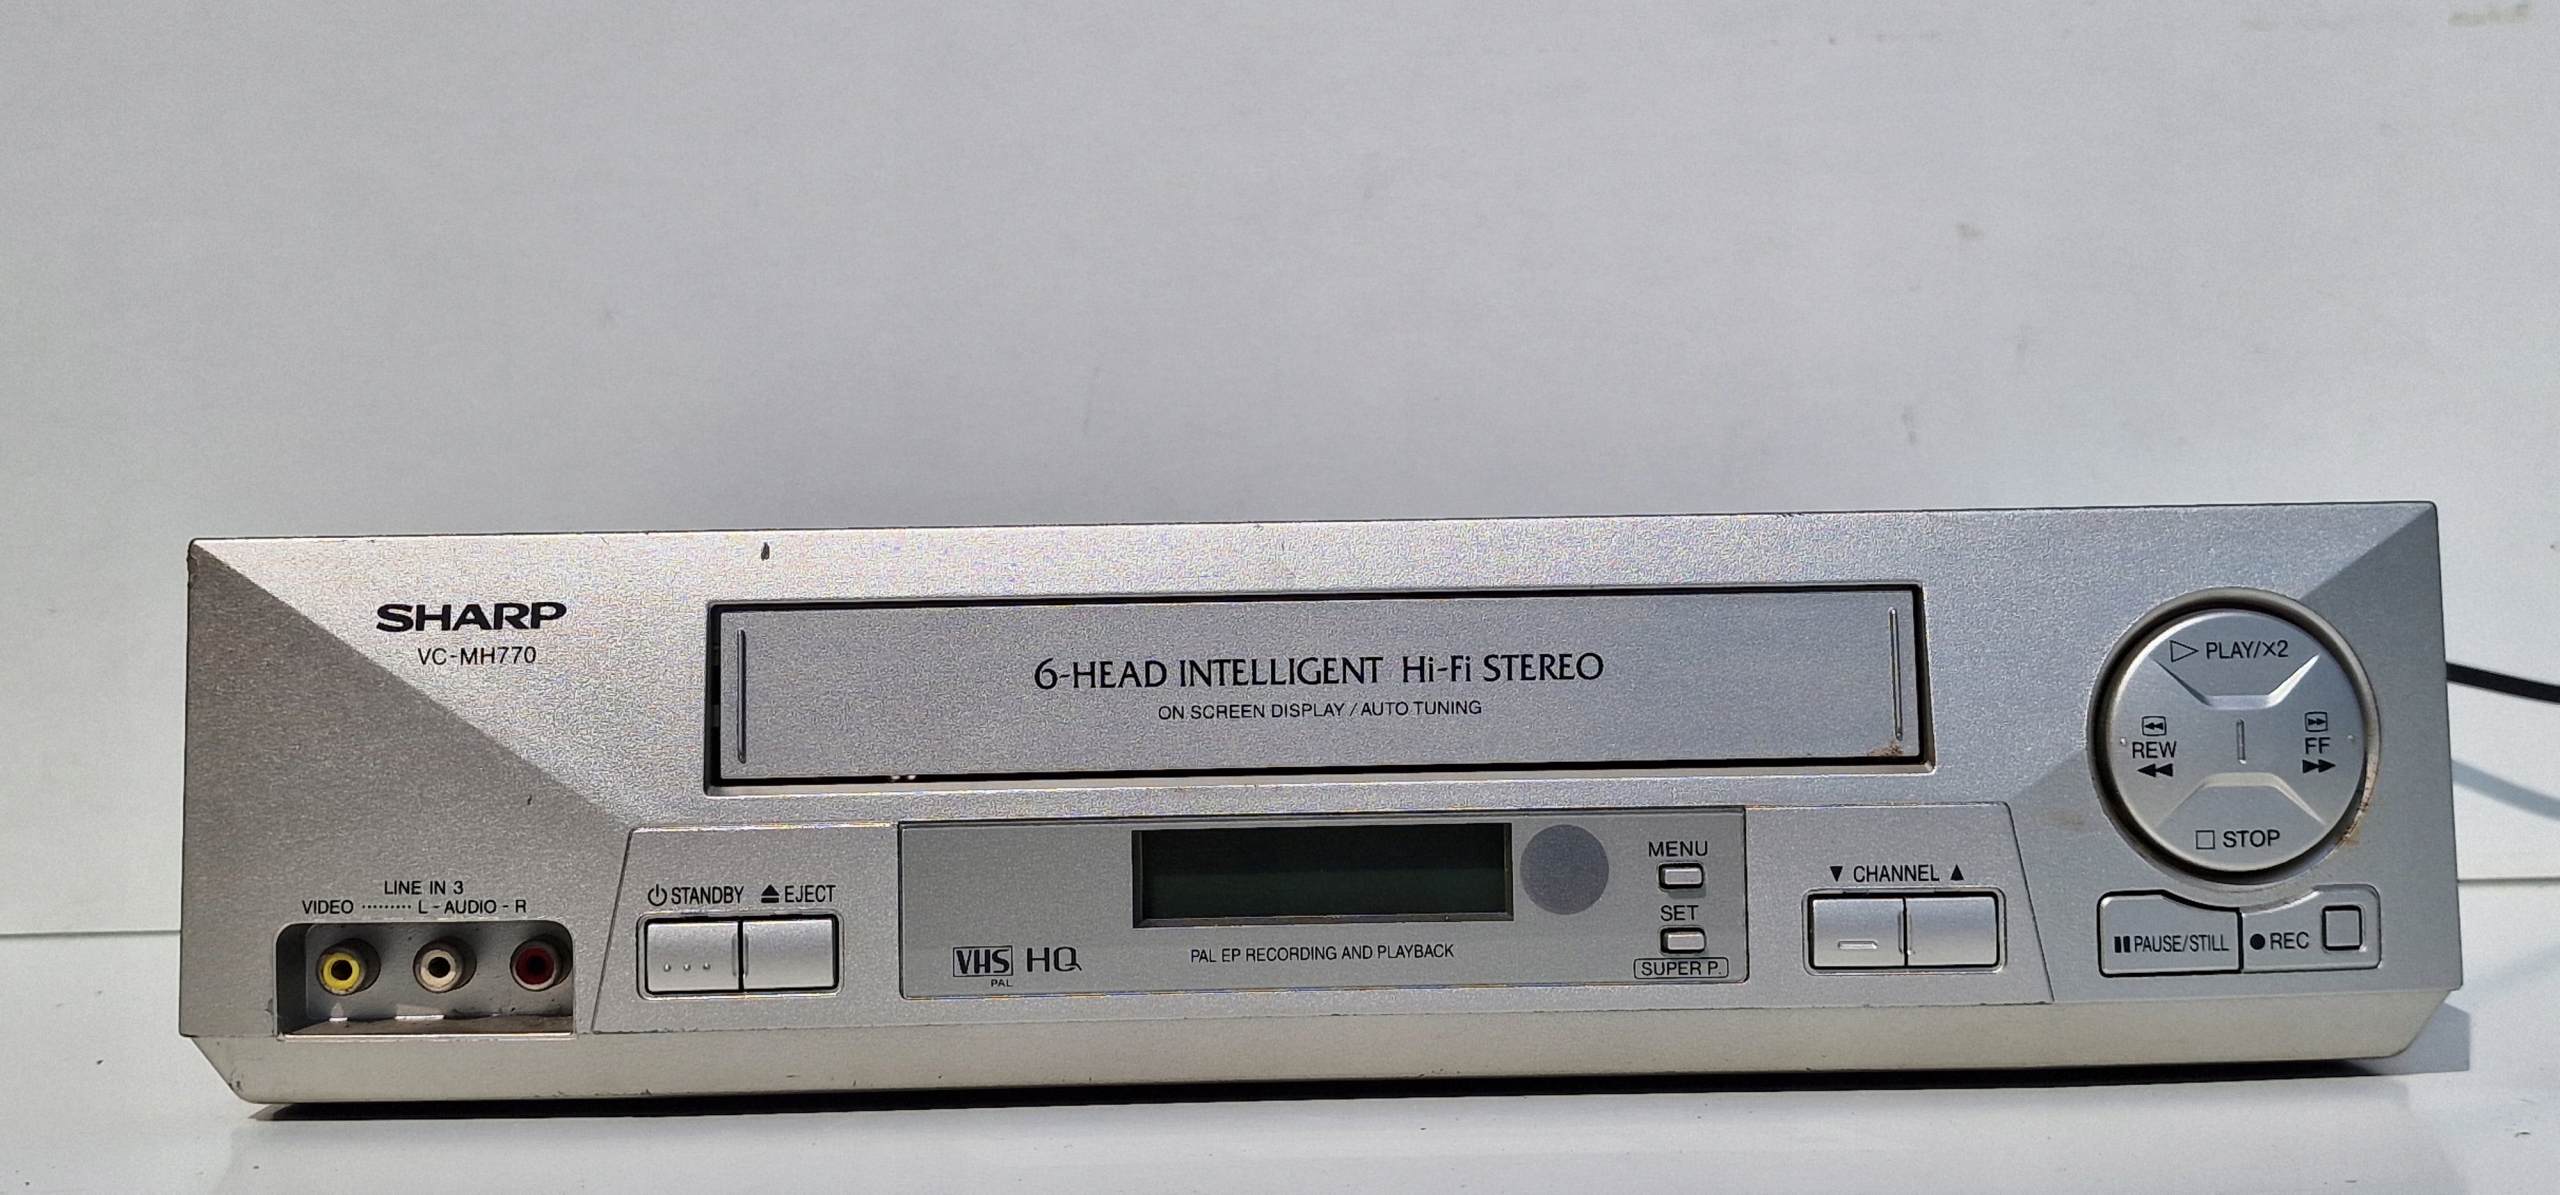 SHARP
VC-MH770
6-HEAD INTELLIGENT Hi-Fi STEREO
ON SCREEN DISPLAY / AUTO TUNING
PLAY/X2
REW
FF
STOP
LINE IN 3
VIDEO ········· L - AUDIO - R
STANDBY
EJECT
VHS
PAL
HQ
PAL EP RECORDING AND PLAYBACK
MENU
SET
SUPER P.
▼ CHANNEL ▲
PAUSE/STILL
REC